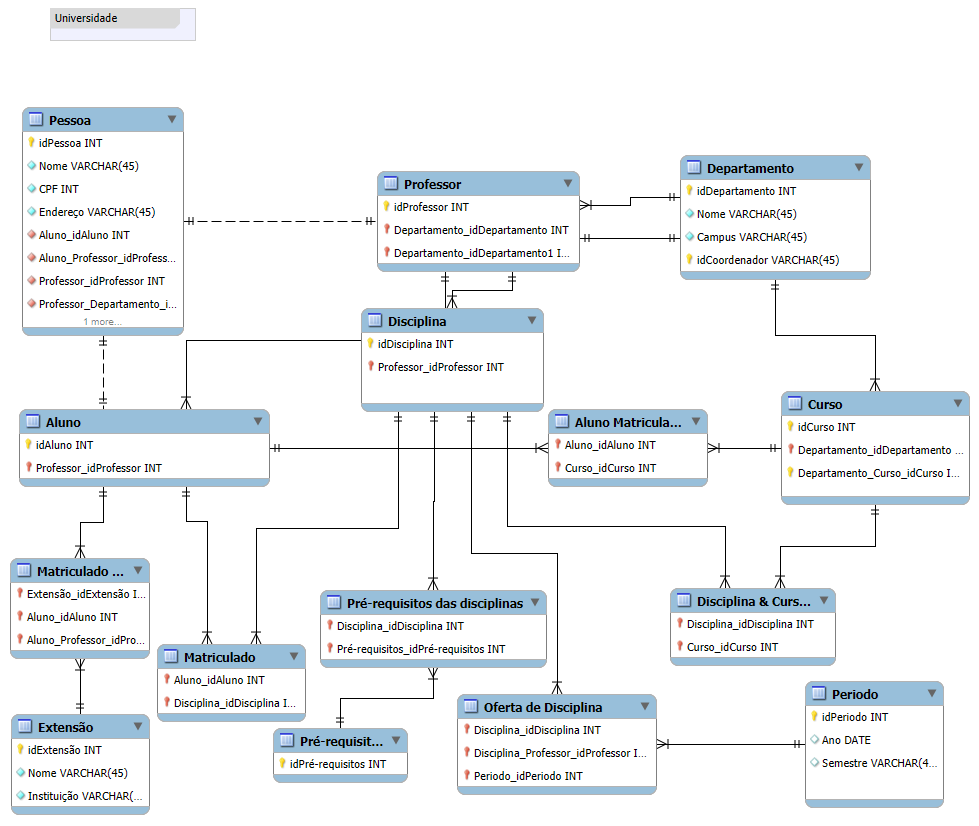 Universidade
Pessoa
idPessoa INT
Nome VARCHAR(45)
CPF INT
Endereço VARCHAR(45)
Aluno_idAluno INT
Aluno_Professor_idProfess...
Professor_idProfessor INT
Professor_Departamento_i...
1 more...
Professor
idProfessor INT
Departamento_idDepartamento INT
Departamento_idDepartamento1 I...
Departamento
idDepartamento INT
Nome VARCHAR(45)
Campus VARCHAR(45)
idCoordenador VARCHAR(45)
Disciplina
idDisciplina INT
Professor_idProfessor INT
Aluno
idAluno INT
Professor_idProfessor INT
Aluno Matricula...
Aluno_idAluno INT
Curso_idCurso INT
Curso
idCurso INT
Departamento_idDepartamento ...
Departamento_Curso_idCurso I...
Matriculado ...
Extensão_idExtensão I...
Aluno_idAluno INT
Aluno_Professor_idPro...
Matriculado
Aluno_idAluno INT
Disciplina_idDisciplina I...
Pré-requisitos das disciplinas
Disciplina_idDisciplina INT
Pré-requisitos_idPré-requisitos INT
Disciplina & Curs...
Disciplina_idDisciplina INT
Curso_idCurso INT
Extensão
idExtensão INT
Nome VARCHAR(45)
Instituição VARCHAR(...
Pré-requisit...
idPré-requisitos INT
Oferta de Disciplina
Disciplina_idDisciplina INT
Disciplina_Professor_idProfessor I...
Periodo_idPeriodo INT
Periodo
idPeriodo INT
Ano DATE
Semestre VARCHAR(4...